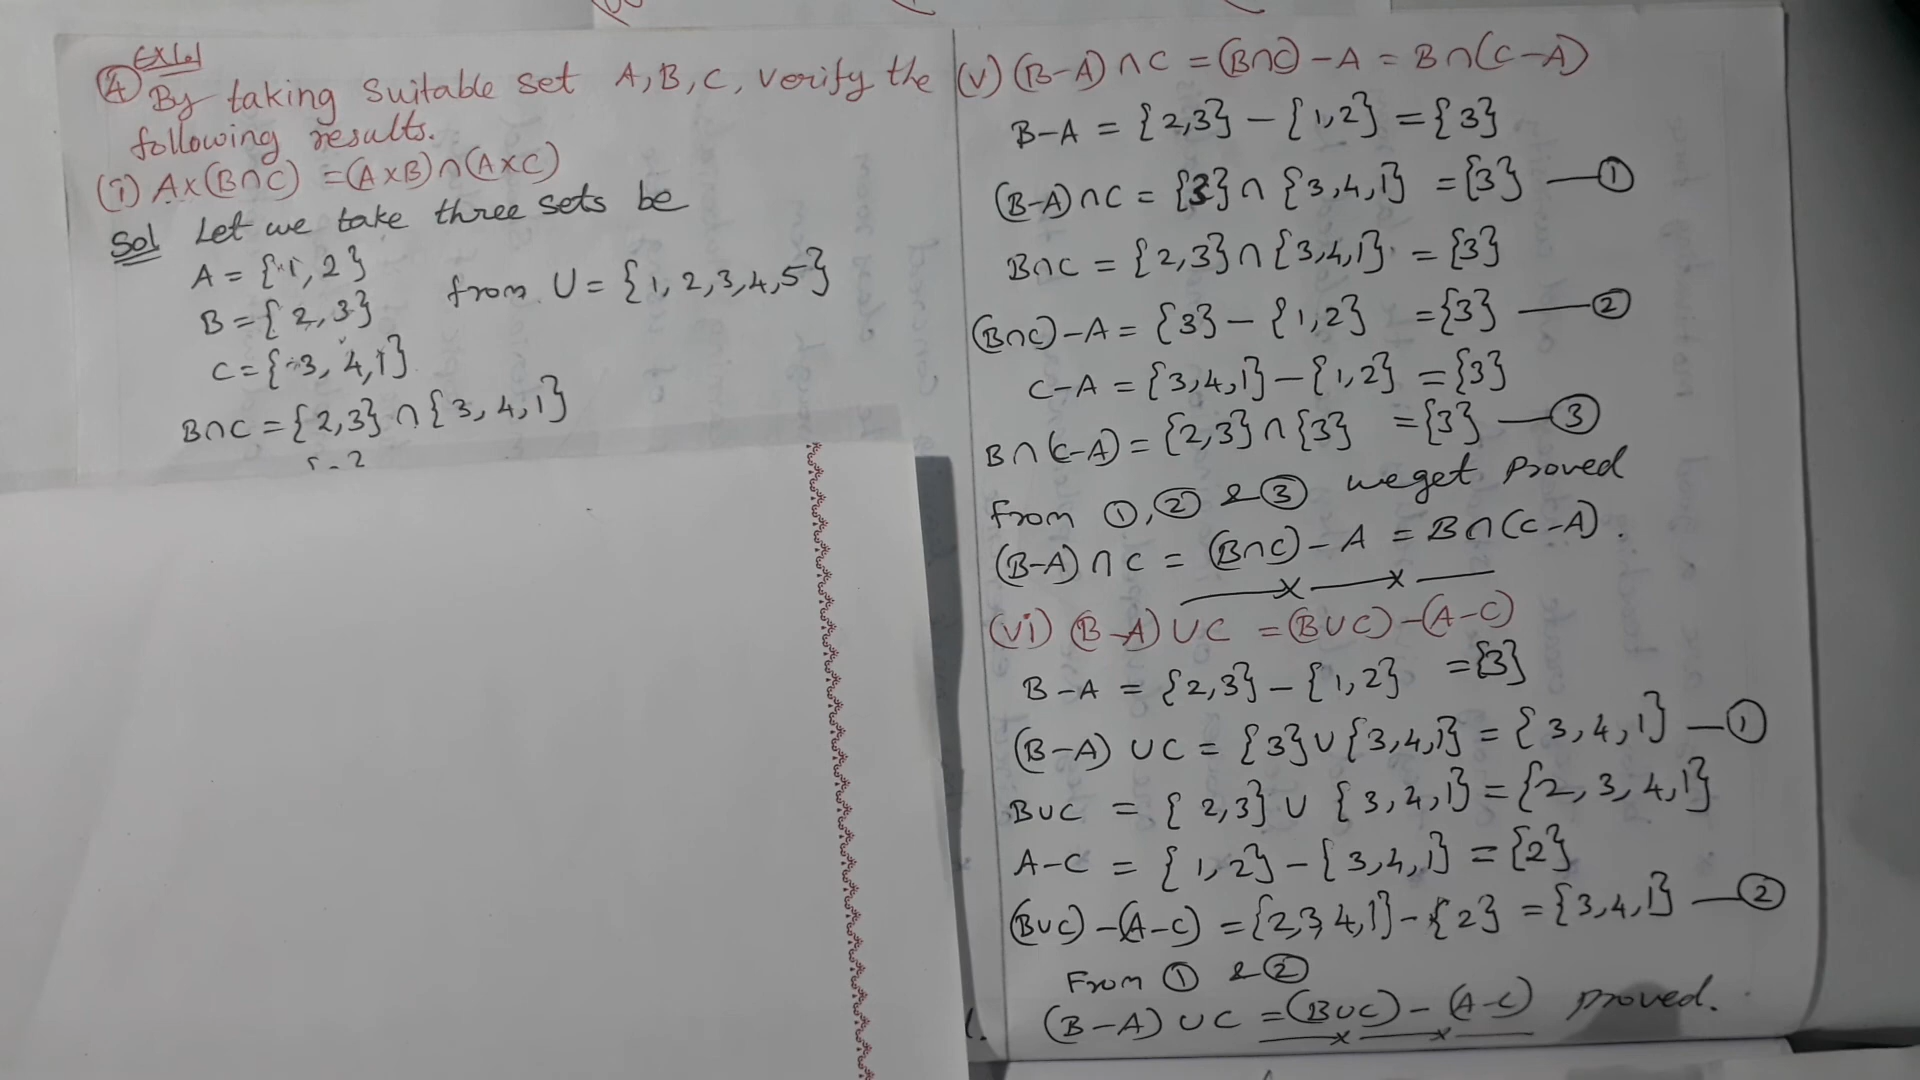 Ex 1.1
④ By taking suitable set A, B, C, verify the
following results.
(i) A×(B∩C) = (A×B)∩(A×C)
Sol Let we take three sets be
A = {1, 2}
B = {2, 3} from U = {1, 2, 3, 4, 5}
C = {3, 4, 1}
B∩C = {2,3} ∩ {3, 4, 1}
(v) (B-A)∩C = (B∩C)-A = B∩(C-A)
B-A = {2,3} - {1,2} = {3}
(B-A)∩C = {3}∩{3,4,1} = {3} —①
B∩C = {2,3}∩{3,4,1} = {3}
(B∩C)-A = {3} - {1,2} = {3} —②
C-A = {3,4,1} - {1,2} = {3}
B∩(C-A) = {2,3}∩{3} = {3} —③
From ①, ② & ③ we get proved
(B-A)∩C = (B∩C)-A = B∩(C-A).
(vi) (B-A)∪C = (B∪C)-(A-C)
B-A = {2,3} - {1,2} = {3}
(B-A)∪C = {3}∪{3,4,1} = {3,4,1} —①
B∪C = {2,3} ∪ {3,4,1} = {2,3,4,1}
A-C = {1,2} - {3,4,1} = {2}
(B∪C)-(A-C) = {2,3,4,1} - {2} = {3,4,1} —②
From ① & ②
(B-A)∪C = (B∪C)-(A-C) proved.